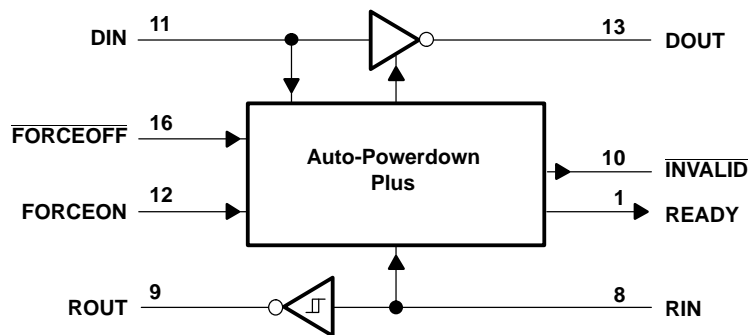 DIN 11 13 DOUT
FORCEOFF 16
Auto-Powerdown
Plus
10 INVALID
FORCEON 12
1 READY
ROUT 9 8 RIN